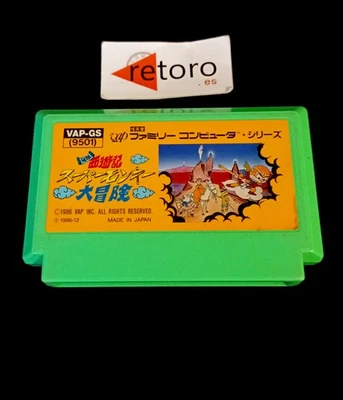 retoro
.es
VAP-GS
(9501)
ファミリー コンピュータ・シリーズ
西遊記
スーパーモンキー
大冒険
©1986 VAP INC. ALL RIGHTS RESERVED.
MADE IN JAPAN